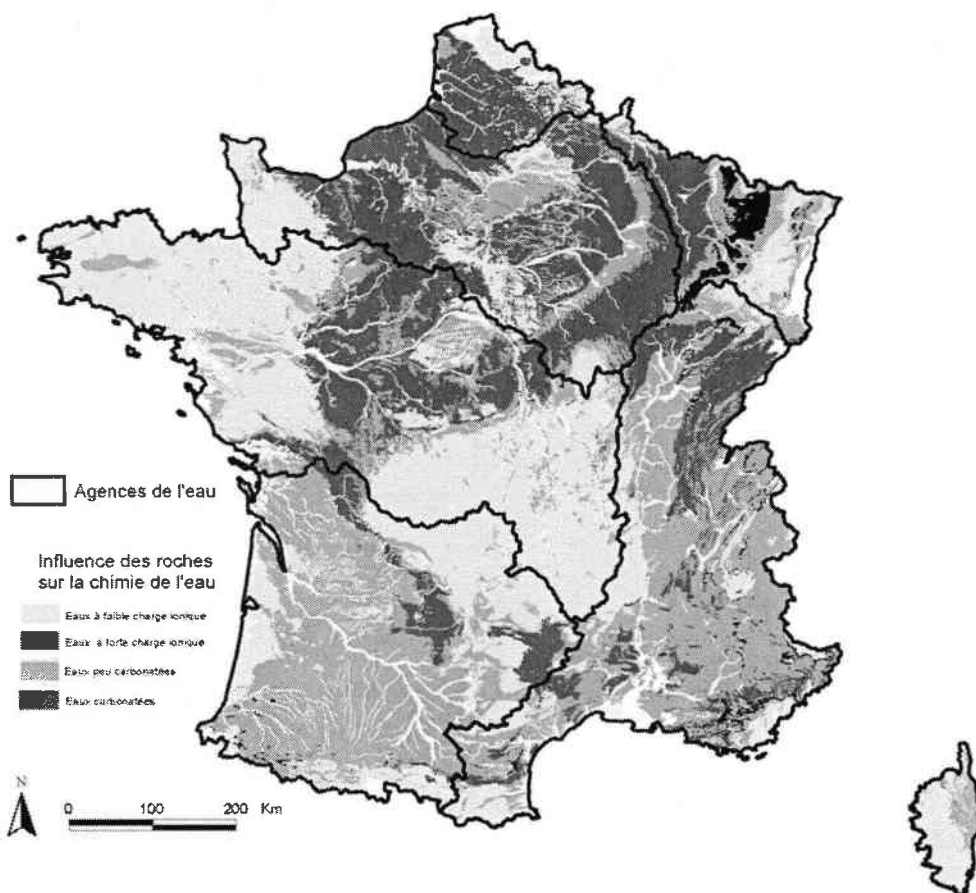 Agences de l'eau
Influence des roches
sur la chimie de l'eau
Eaux à faible charge ionique
Eaux à forte charge ionique
Eaux peu carbonatées
Eaux carbonatées
N
0 100 200 Km